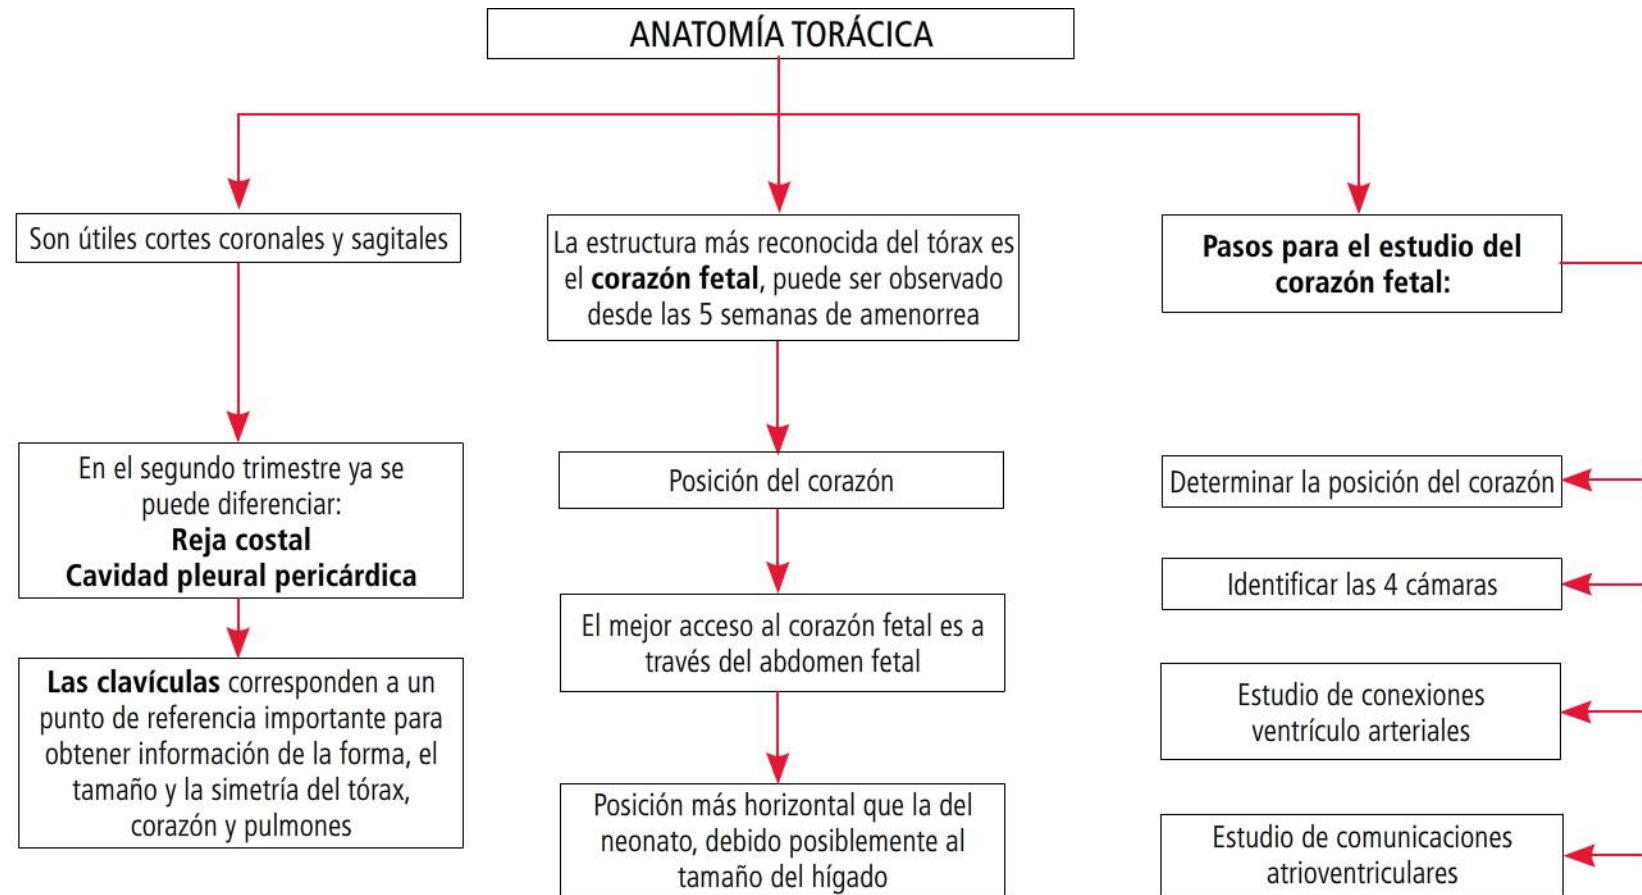 ANATOMÍA TORÁCICA
Son útiles cortes coronales y sagitales
En el segundo trimestre ya se
puede diferenciar:
Reja costal
Cavidad pleural pericárdica
Las clavículas corresponden a un
punto de referencia importante para
obtener información de la forma, el
tamaño y la simetría del tórax,
corazón y pulmones
La estructura más reconocida del tórax es
el corazón fetal, puede ser observado
desde las 5 semanas de amenorrea
Posición del corazón
El mejor acceso al corazón fetal es a
través del abdomen fetal
Posición más horizontal que la del
neonato, debido posiblemente al
tamaño del hígado
Pasos para el estudio del
corazón fetal:
Determinar la posición del corazón
Identificar las 4 cámaras
Estudio de conexiones
ventrículo arteriales
Estudio de comunicaciones
atrioventriculares